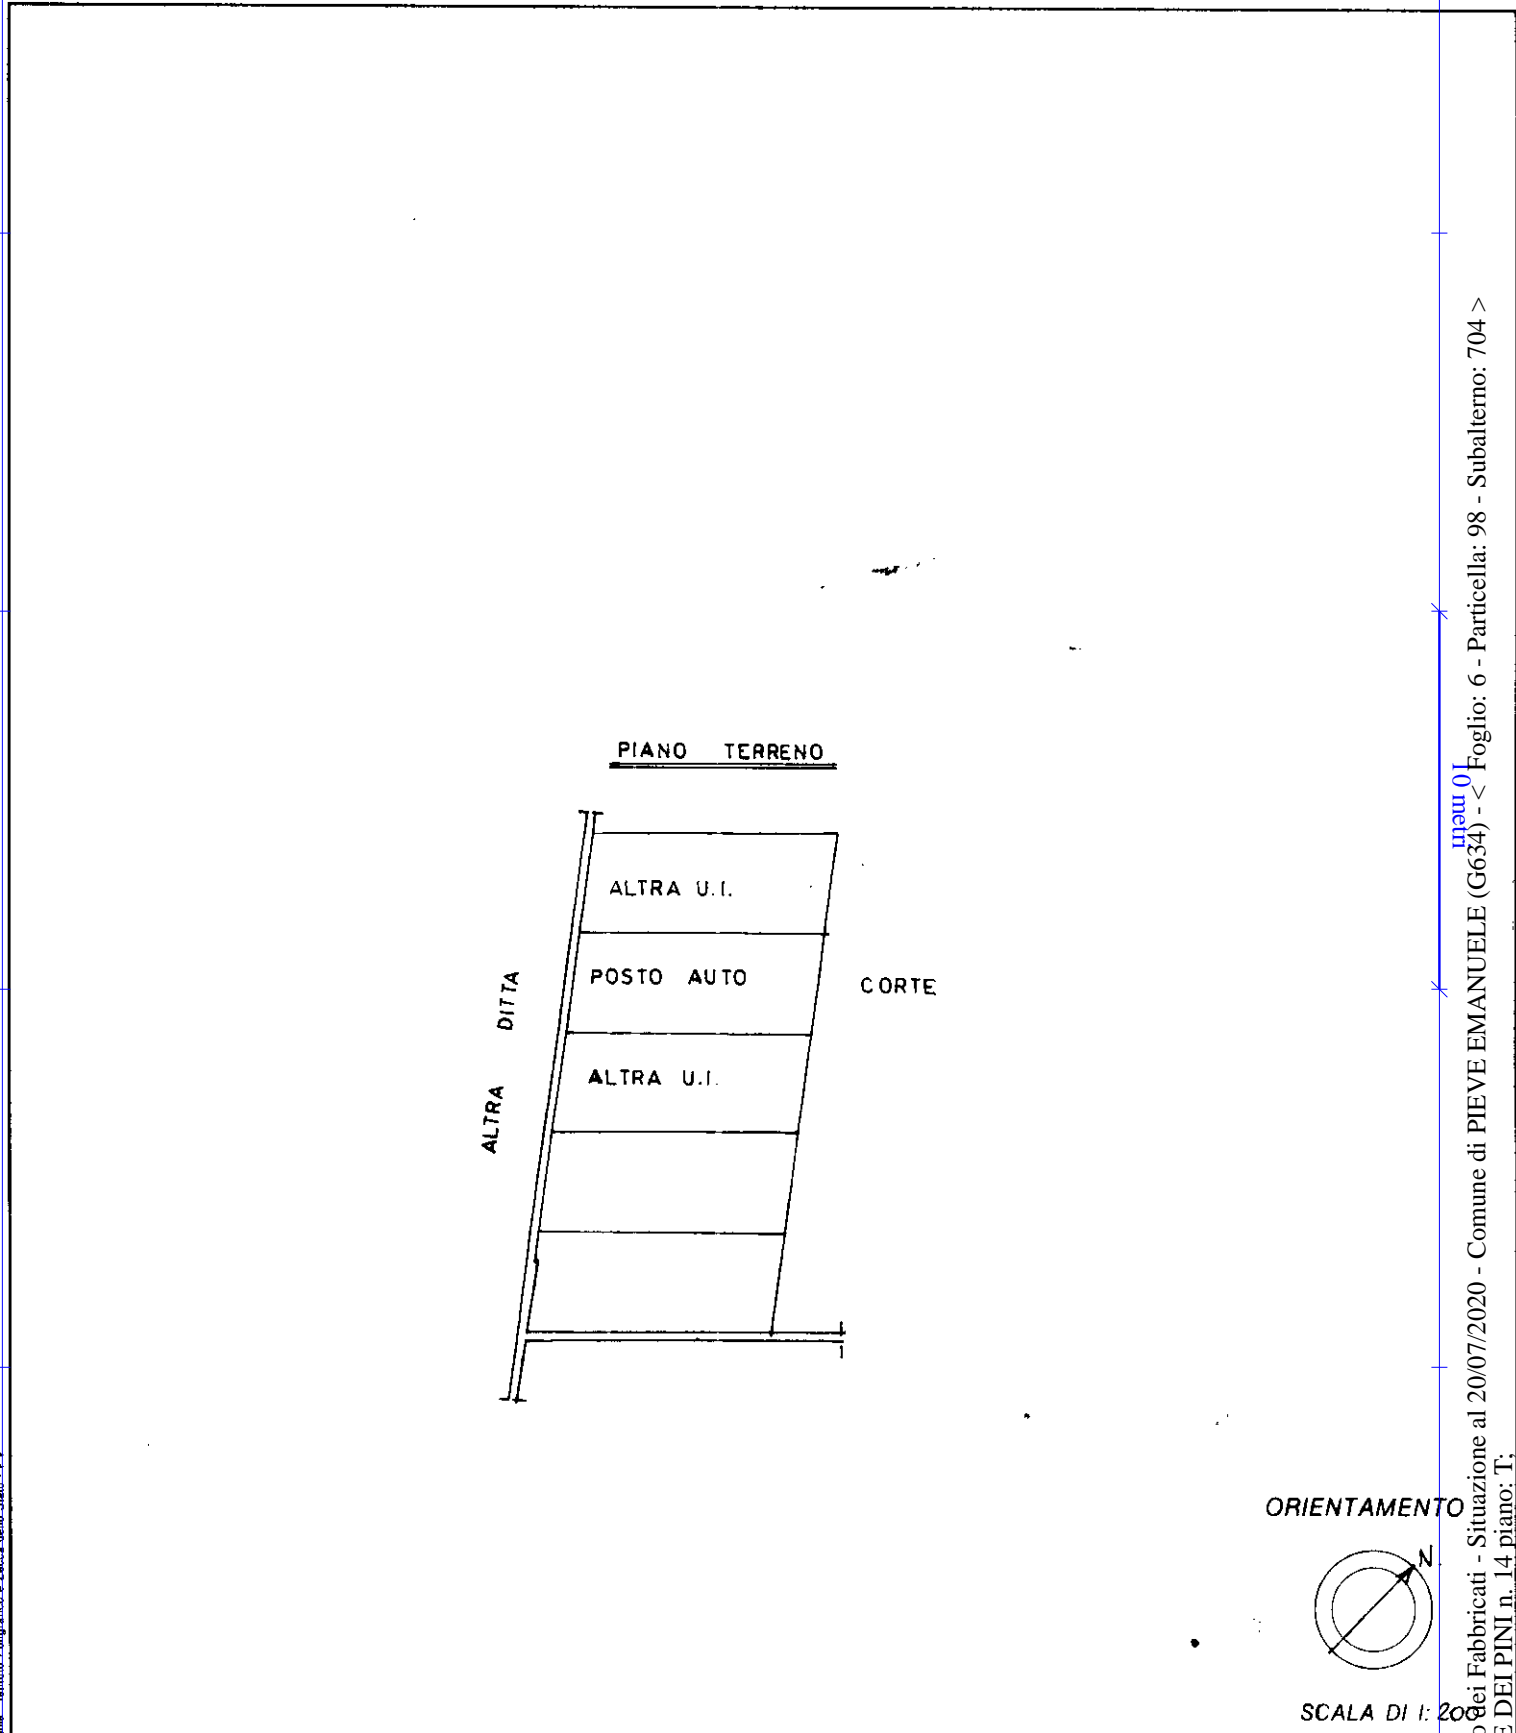 PIANO TERRENO
ALTRA U.I.
POSTO AUTO
ALTRA U.I.
ALTRA DITTA
CORTE
10 metri
dei Fabbricati - Situazione al 20/07/2020 - Comune di PIEVE EMANUELE (G634) - < Foglio: 6 - Particella: 98 - Subalterno: 704 >
DEI PINI n. 14 piano: T;
ORIENTAMENTO
N
SCALA DI 1: 200